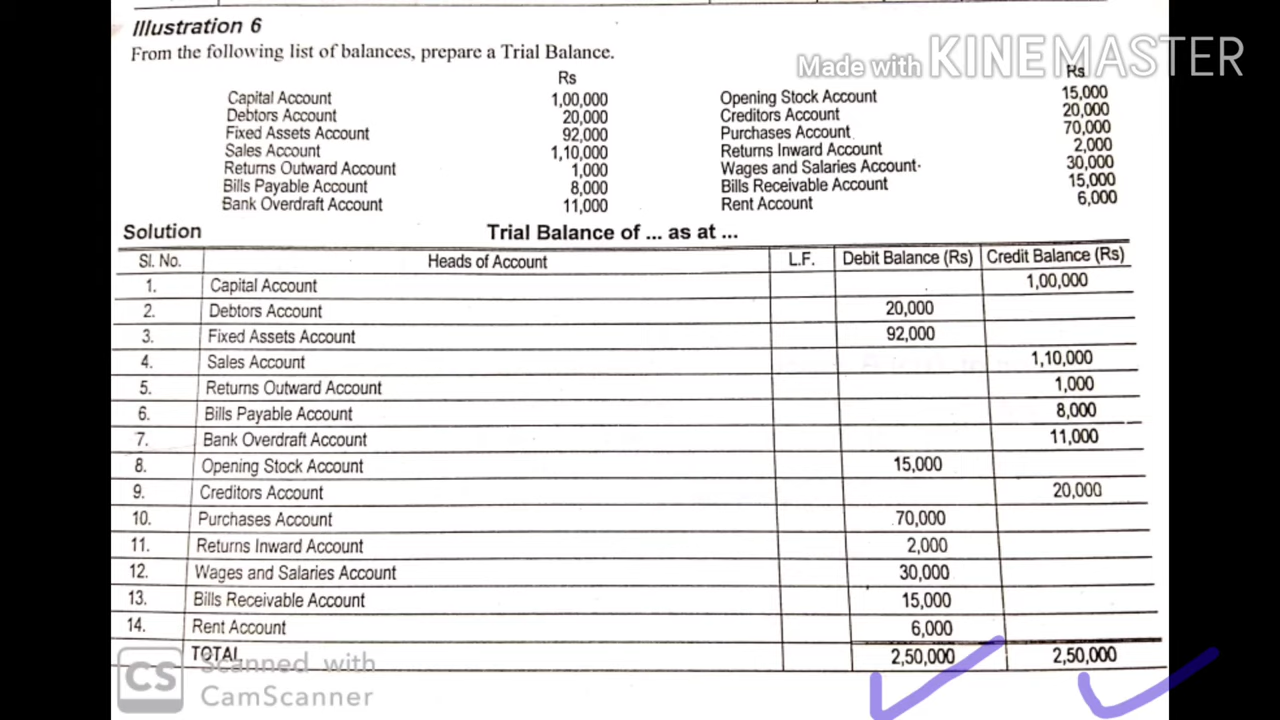 Illustration 6
From the following list of balances, prepare a Trial Balance.
Made with KINEMASTER
Rs Rs
Capital Account 1,00,000 Opening Stock Account 15,000
Debtors Account 20,000 Creditors Account 20,000
Fixed Assets Account 92,000 Purchases Account 70,000
Sales Account 1,10,000 Returns Inward Account 2,000
Returns Outward Account 1,000 Wages and Salaries Account 30,000
Bills Payable Account 8,000 Bills Receivable Account 15,000
Bank Overdraft Account 11,000 Rent Account 6,000
Solution Trial Balance of ... as at ...
Sl. No. Heads of Account L.F. Debit Balance (Rs) Credit Balance (Rs)
1. Capital Account 1,00,000
2. Debtors Account 20,000
3. Fixed Assets Account 92,000
4. Sales Account 1,10,000
5. Returns Outward Account 1,000
6. Bills Payable Account 8,000
7. Bank Overdraft Account 11,000
8. Opening Stock Account 15,000
9. Creditors Account 20,000
10. Purchases Account 70,000
11. Returns Inward Account 2,000
12. Wages and Salaries Account 30,000
13. Bills Receivable Account 15,000
14. Rent Account 6,000
TOTAL 2,50,000 2,50,000
CS Scanned with
CamScanner